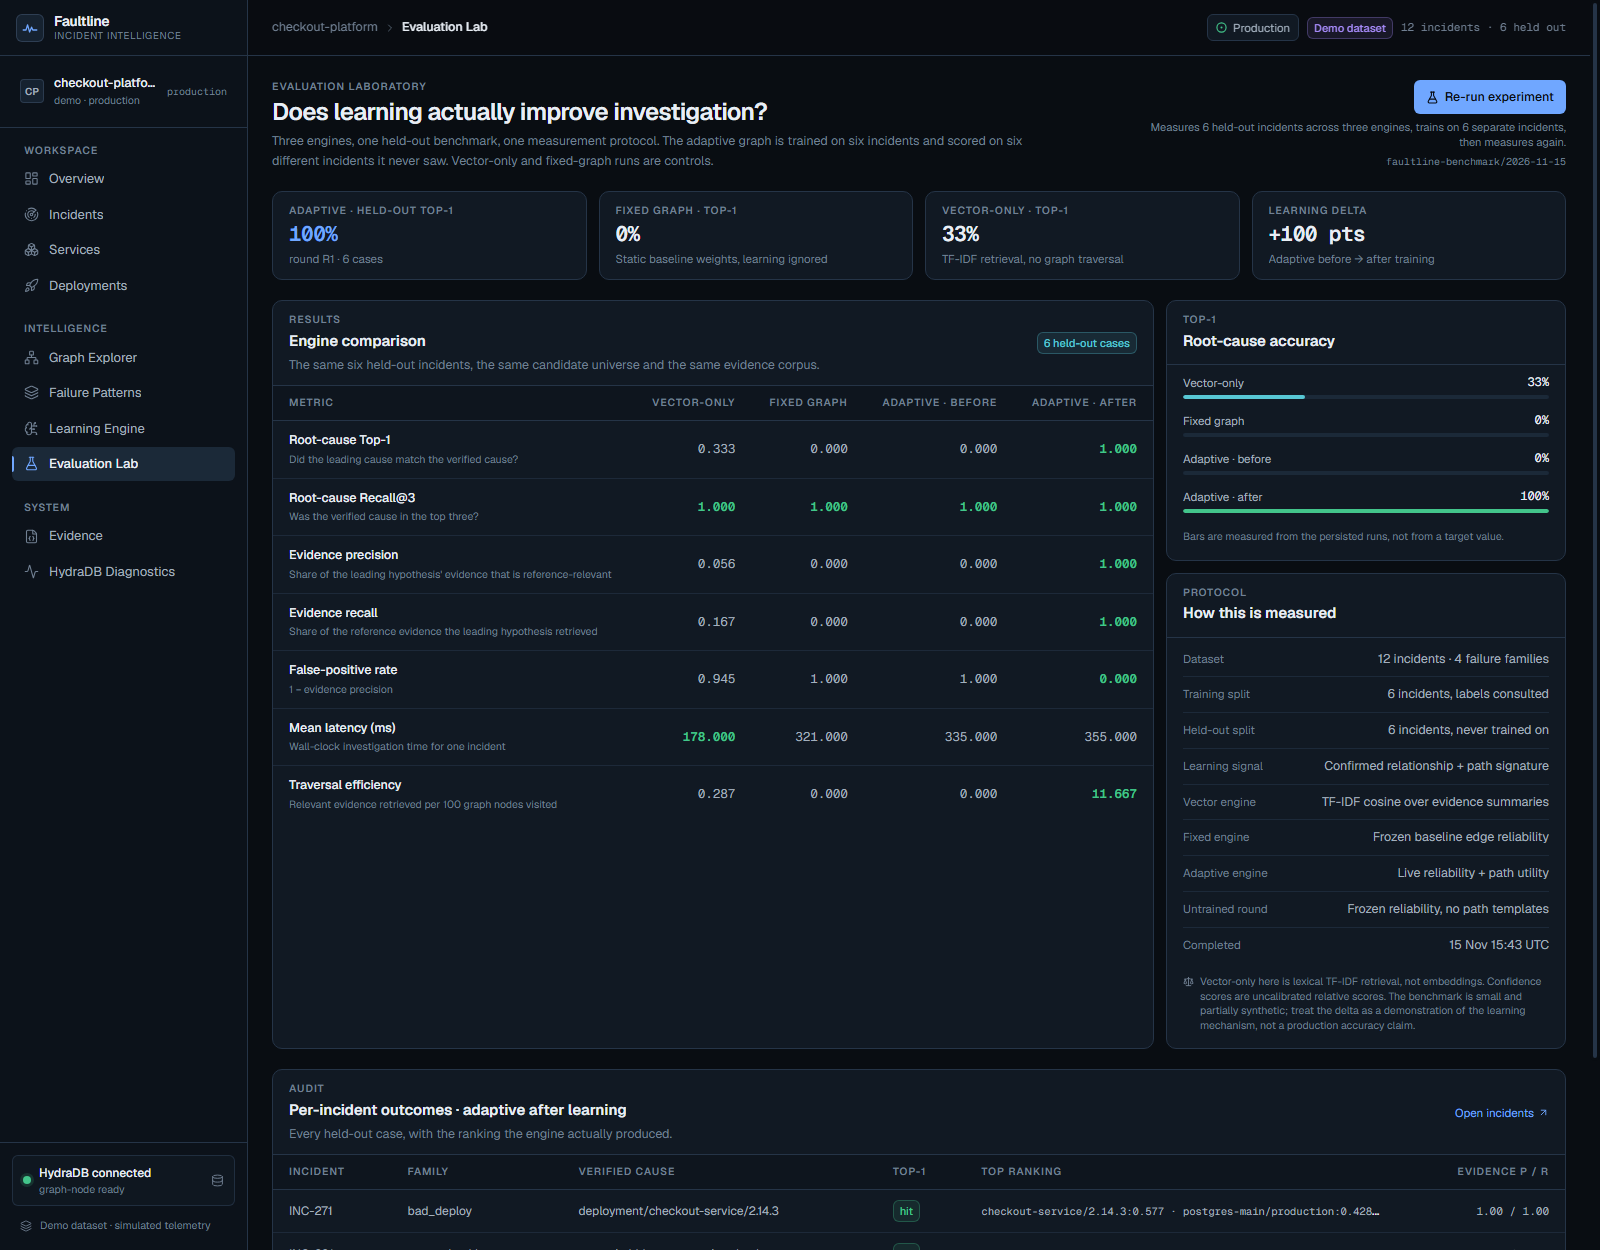 Faultline
INCIDENT INTELLIGENCE
CP
checkout-platfo…
demo · production
production
WORKSPACE
Overview
Incidents
Services
Deployments
INTELLIGENCE
Graph Explorer
Failure Patterns
Learning Engine
Evaluation Lab
SYSTEM
Evidence
HydraDB Diagnostics
HydraDB connected
graph-node ready
Demo dataset · simulated telemetry
checkout-platform > Evaluation Lab
Production
Demo dataset
12 incidents · 6 held out
EVALUATION LABORATORY
Does learning actually improve investigation?
Three engines, one held-out benchmark, one measurement protocol. The adaptive graph is trained on six incidents and scored on six
different incidents it never saw. Vector-only and fixed-graph runs are controls.
Re-run experiment
Measures 6 held-out incidents across three engines, trains on 6 separate incidents,
then measures again.
faultline-benchmark/2026-11-15
ADAPTIVE · HELD-OUT TOP-1
100%
round R1 · 6 cases
FIXED GRAPH · TOP-1
0%
Static baseline weights, learning ignored
VECTOR-ONLY · TOP-1
33%
TF-IDF retrieval, no graph traversal
LEARNING DELTA
+100 pts
Adaptive before → after training
RESULTS
Engine comparison
The same six held-out incidents, the same candidate universe and the same evidence corpus.
6 held-out cases
METRIC VECTOR-ONLY FIXED GRAPH ADAPTIVE · BEFORE ADAPTIVE · AFTER
Root-cause Top-1
Did the leading cause match the verified cause?
0.333 0.000 0.000 1.000
Root-cause Recall@3
Was the verified cause in the top three?
1.000 1.000 1.000 1.000
Evidence precision
Share of the leading hypothesis' evidence that is reference-relevant
0.056 0.000 0.000 1.000
Evidence recall
Share of the reference evidence the leading hypothesis retrieved
0.167 0.000 0.000 1.000
False-positive rate
1 – evidence precision
0.945 1.000 1.000 0.000
Mean latency (ms)
Wall-clock investigation time for one incident
178.000 321.000 335.000 355.000
Traversal efficiency
Relevant evidence retrieved per 100 graph nodes visited
0.287 0.000 0.000 11.667
TOP-1
Root-cause accuracy
Vector-only 33%
Fixed graph 0%
Adaptive · before 0%
Adaptive · after 100%
Bars are measured from the persisted runs, not from a target value.
PROTOCOL
How this is measured
Dataset 12 incidents · 4 failure families
Training split 6 incidents, labels consulted
Held-out split 6 incidents, never trained on
Learning signal Confirmed relationship + path signature
Vector engine TF-IDF cosine over evidence summaries
Fixed engine Frozen baseline edge reliability
Adaptive engine Live reliability + path utility
Untrained round Frozen reliability, no path templates
Completed 15 Nov 15:43 UTC
Vector-only here is lexical TF-IDF retrieval, not embeddings. Confidence
scores are uncalibrated relative scores. The benchmark is small and
partially synthetic; treat the delta as a demonstration of the learning
mechanism, not a production accuracy claim.
AUDIT
Per-incident outcomes · adaptive after learning
Every held-out case, with the ranking the engine actually produced.
Open incidents
INCIDENT FAMILY VERIFIED CAUSE TOP-1 TOP RANKING EVIDENCE P / R
INC-271 bad_deploy deployment/checkout-service/2.14.3 hit checkout-service/2.14.3:0.577 · postgres-main/production:0.428… 1.00 / 1.00